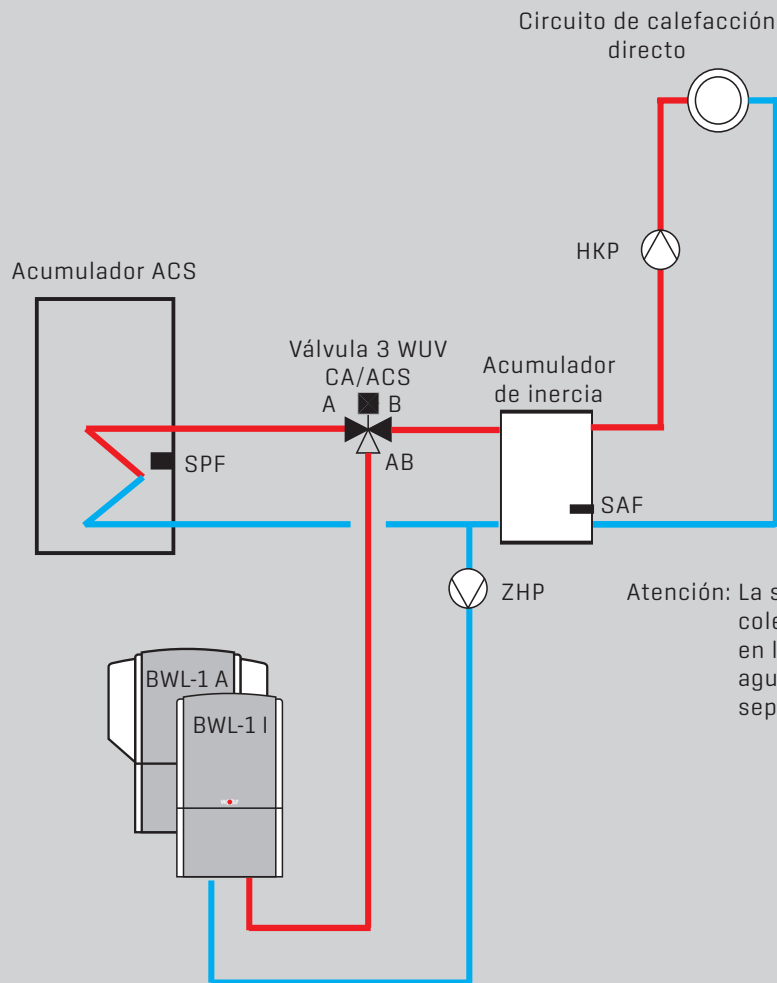 Circuito de calefacción
directo
HKP
Acumulador ACS
Válvula 3 WUV
CA/ACS
A
B
AB
Acumulador
de inercia
SPF
SAF
ZHP
Atención: La s
cole
en l
agu
sep
BWL-1 A
BWL-1 I